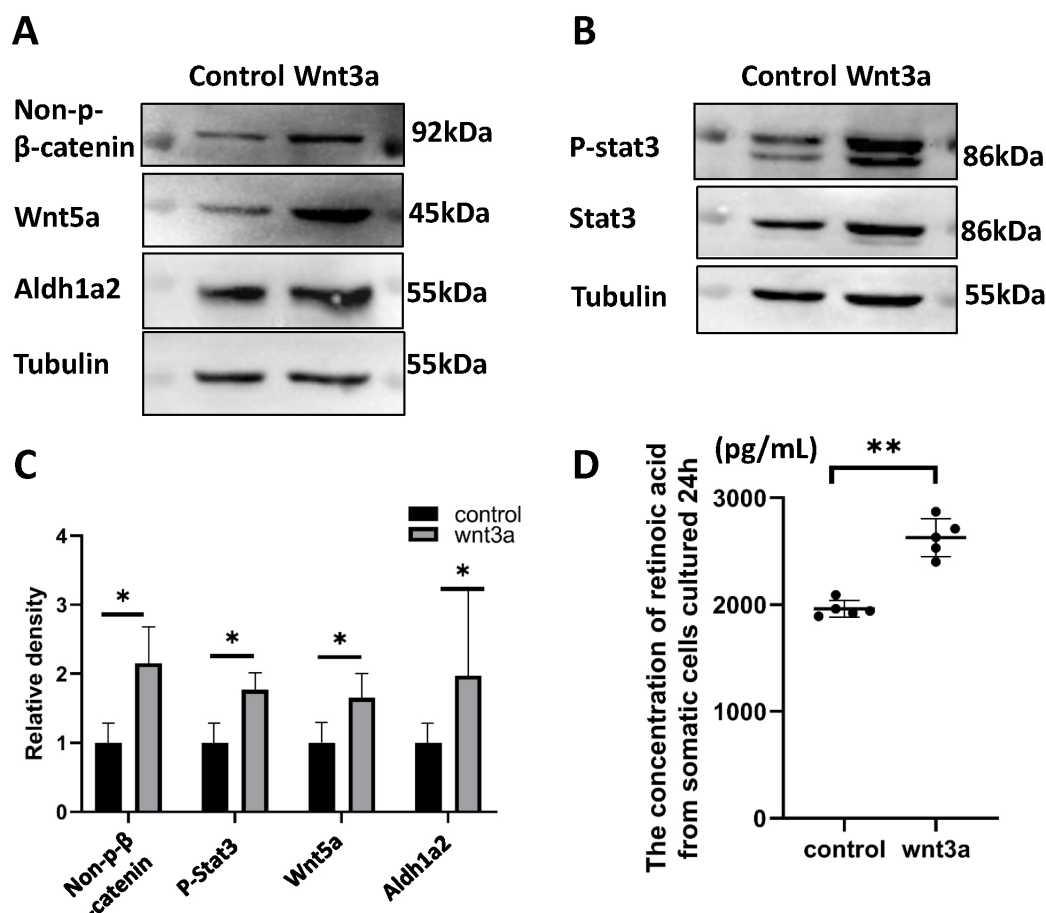 A
Control Wnt3a
Non-p-
β-catenin
92kDa
Wnt5a
45kDa
Aldh1a2
55kDa
Tubulin
55kDa
B
Control Wnt3a
P-stat3
86kDa
Stat3
86kDa
Tubulin
55kDa
C
control
wnt3a
Relative density
4
3
2
1
0
*
*
*
*
Non-p-β
-catenin
P-Stat3
Wnt5a
Aldh1a2
D
(pg/mL)
**
The concentration of retinoic acid
from somatic cells cultured 24h
3000
2000
1000
0
control wnt3a